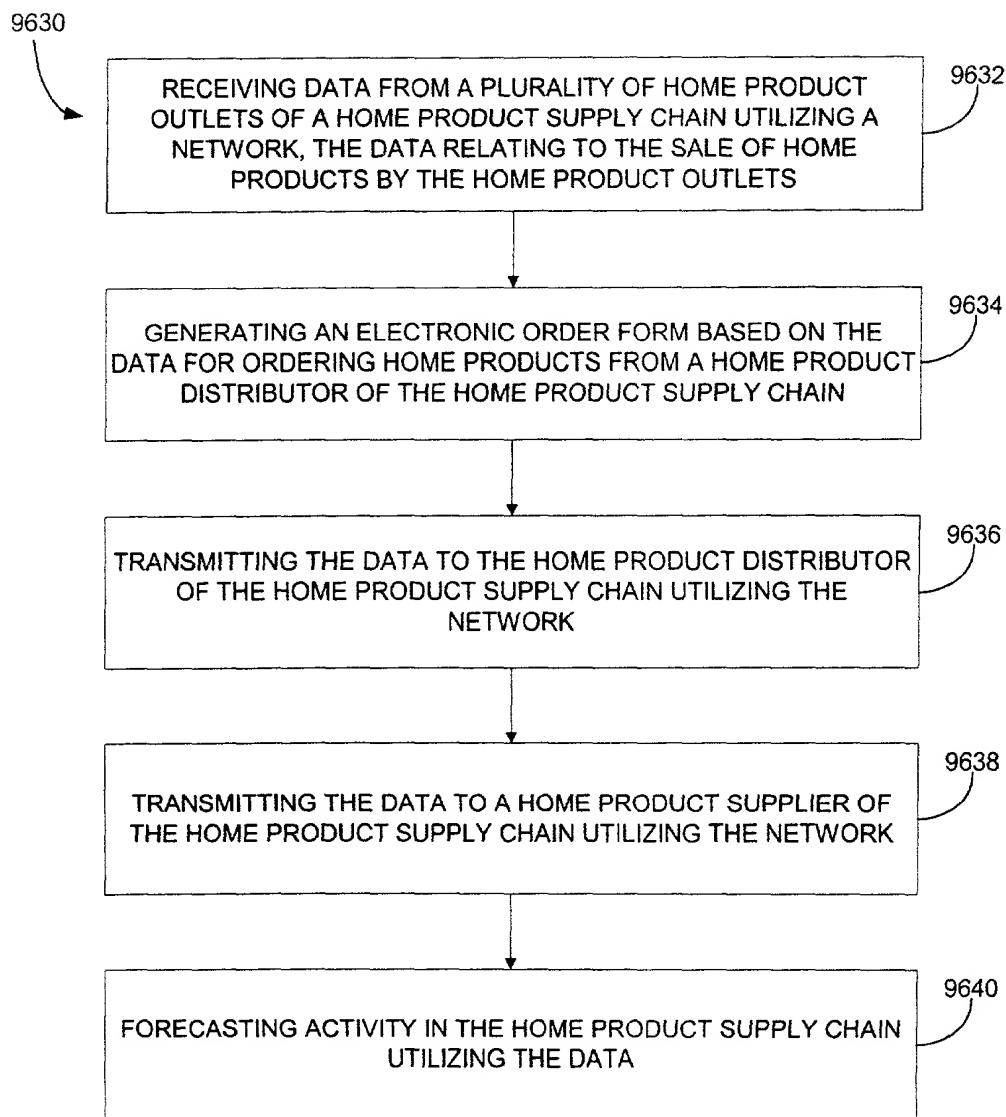 9630
RECEIVING DATA FROM A PLURALITY OF HOME PRODUCT
OUTLETS OF A HOME PRODUCT SUPPLY CHAIN UTILIZING A
NETWORK, THE DATA RELATING TO THE SALE OF HOME
PRODUCTS BY THE HOME PRODUCT OUTLETS
9632
GENERATING AN ELECTRONIC ORDER FORM BASED ON THE
DATA FOR ORDERING HOME PRODUCTS FROM A HOME PRODUCT
DISTRIBUTOR OF THE HOME PRODUCT SUPPLY CHAIN
9634
TRANSMITTING THE DATA TO THE HOME PRODUCT DISTRIBUTOR
OF THE HOME PRODUCT SUPPLY CHAIN UTILIZING THE
NETWORK
9636
TRANSMITTING THE DATA TO A HOME PRODUCT SUPPLIER OF
THE HOME PRODUCT SUPPLY CHAIN UTILIZING THE NETWORK
9638
FORECASTING ACTIVITY IN THE HOME PRODUCT SUPPLY CHAIN
UTILIZING THE DATA
9640